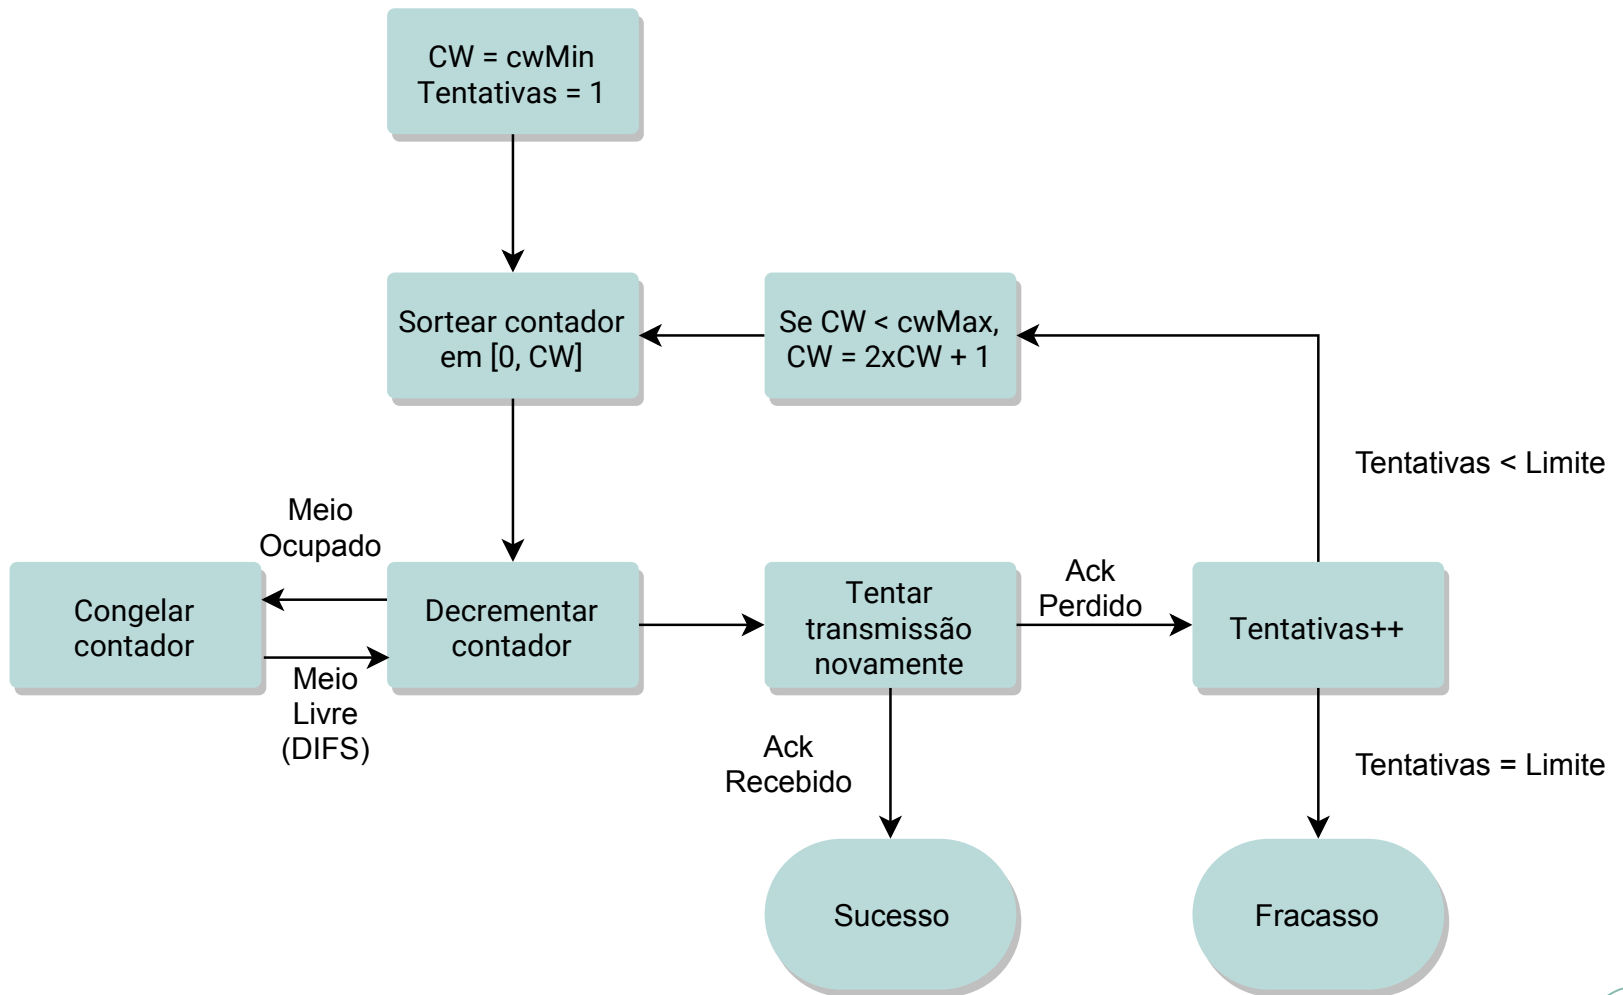 CW = cwMin
Tentativas = 1
Sortear contador
em [0, CW]
Se CW < cwMax,
CW = 2xCW + 1
Tentativas < Limite
Meio
Ocupado
Congelar
contador
Decrementar
contador
Meio
Livre
(DIFS)
Tentar
transmissão
novamente
Ack
Perdido
Tentativas++
Ack
Recebido
Tentativas = Limite
Sucesso
Fracasso